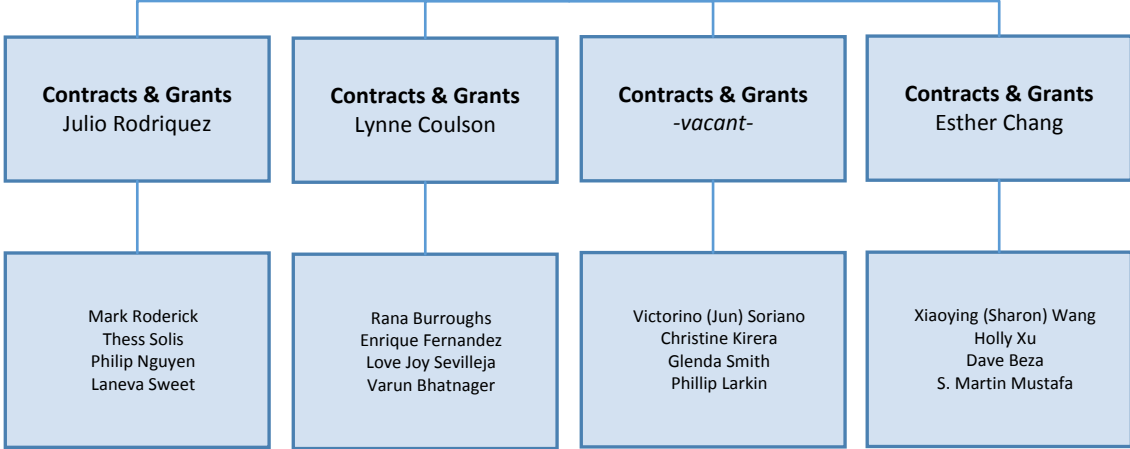 Contracts & Grants
Julio Rodriquez
Contracts & Grants
Lynne Coulson
Contracts & Grants
-vacant-
Contracts & Grants
Esther Chang
Mark Roderick
Thess Solis
Philip Nguyen
Laneva Sweet
Rana Burroughs
Enrique Fernandez
Love Joy Sevilleja
Varun Bhatnager
Victorino (Jun) Soriano
Christine Kirera
Glenda Smith
Phillip Larkin
Xiaoying (Sharon) Wang
Holly Xu
Dave Beza
S. Martin Mustafa